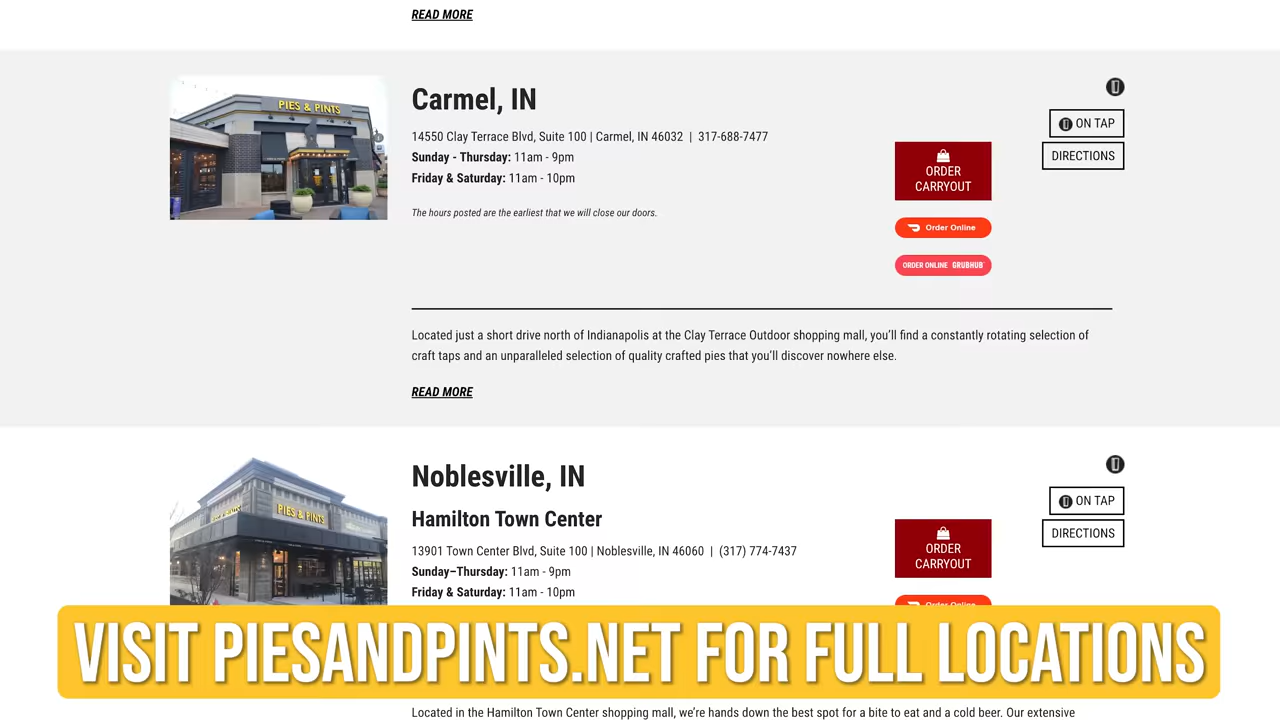 READ MORE
PIES & PINTS
Carmel, IN
14550 Clay Terrace Blvd, Suite 100 | Carmel, IN 46032 | 317-688-7477
Sunday - Thursday: 11am - 9pm
Friday & Saturday: 11am - 10pm
The hours posted are the earliest that we will close our doors.
ORDER
CARRYOUT
Order Online
ORDER ONLINE GRUBHUB
ON TAP
DIRECTIONS
Located just a short drive north of Indianapolis at the Clay Terrace Outdoor shopping mall, you'll find a constantly rotating selection of
craft taps and an unparalleled selection of quality crafted pies that you'll discover nowhere else.
READ MORE
PIES & PINTS
Noblesville, IN
Hamilton Town Center
13901 Town Center Blvd, Suite 100 | Noblesville, IN 46060 | (317) 774-7437
Sunday–Thursday: 11am - 9pm
Friday & Saturday: 11am - 10pm
ORDER
CARRYOUT
Order Online
ON TAP
DIRECTIONS
VISIT PIESANDPINTS.NET FOR FULL LOCATIONS
Located in the Hamilton Town Center shopping mall, we're hands down the best spot for a bite to eat and a cold beer. Our extensive